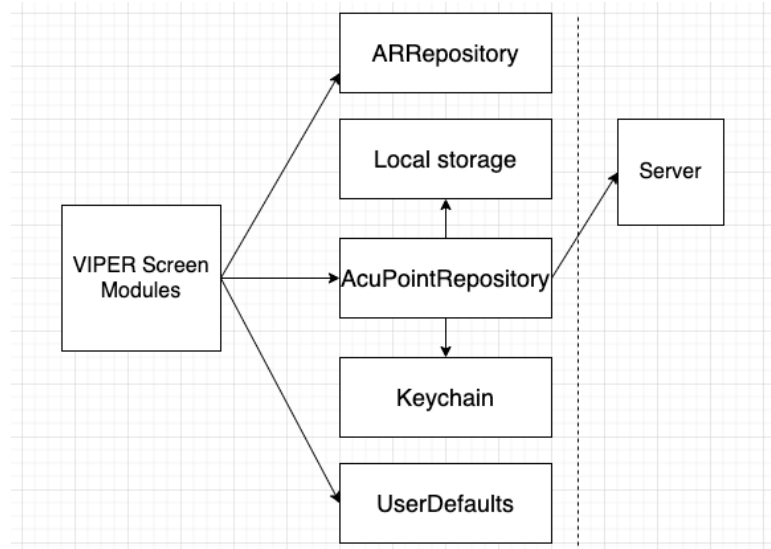 ARRepository
Local storage
Server
VIPER Screen
Modules
AcuPointRepository
Keychain
UserDefaults